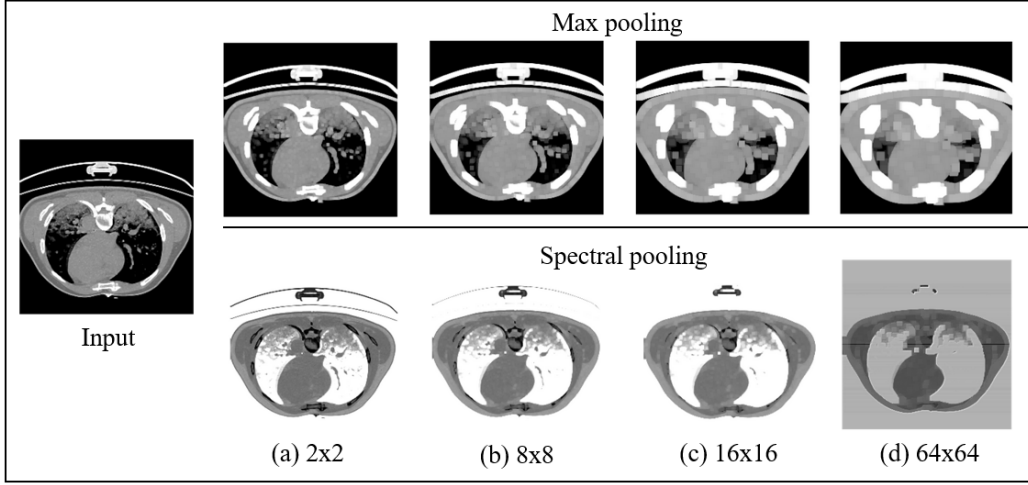 Max pooling
Spectral pooling
Input
(a) 2x2
(b) 8x8
(c) 16x16
(d) 64x64